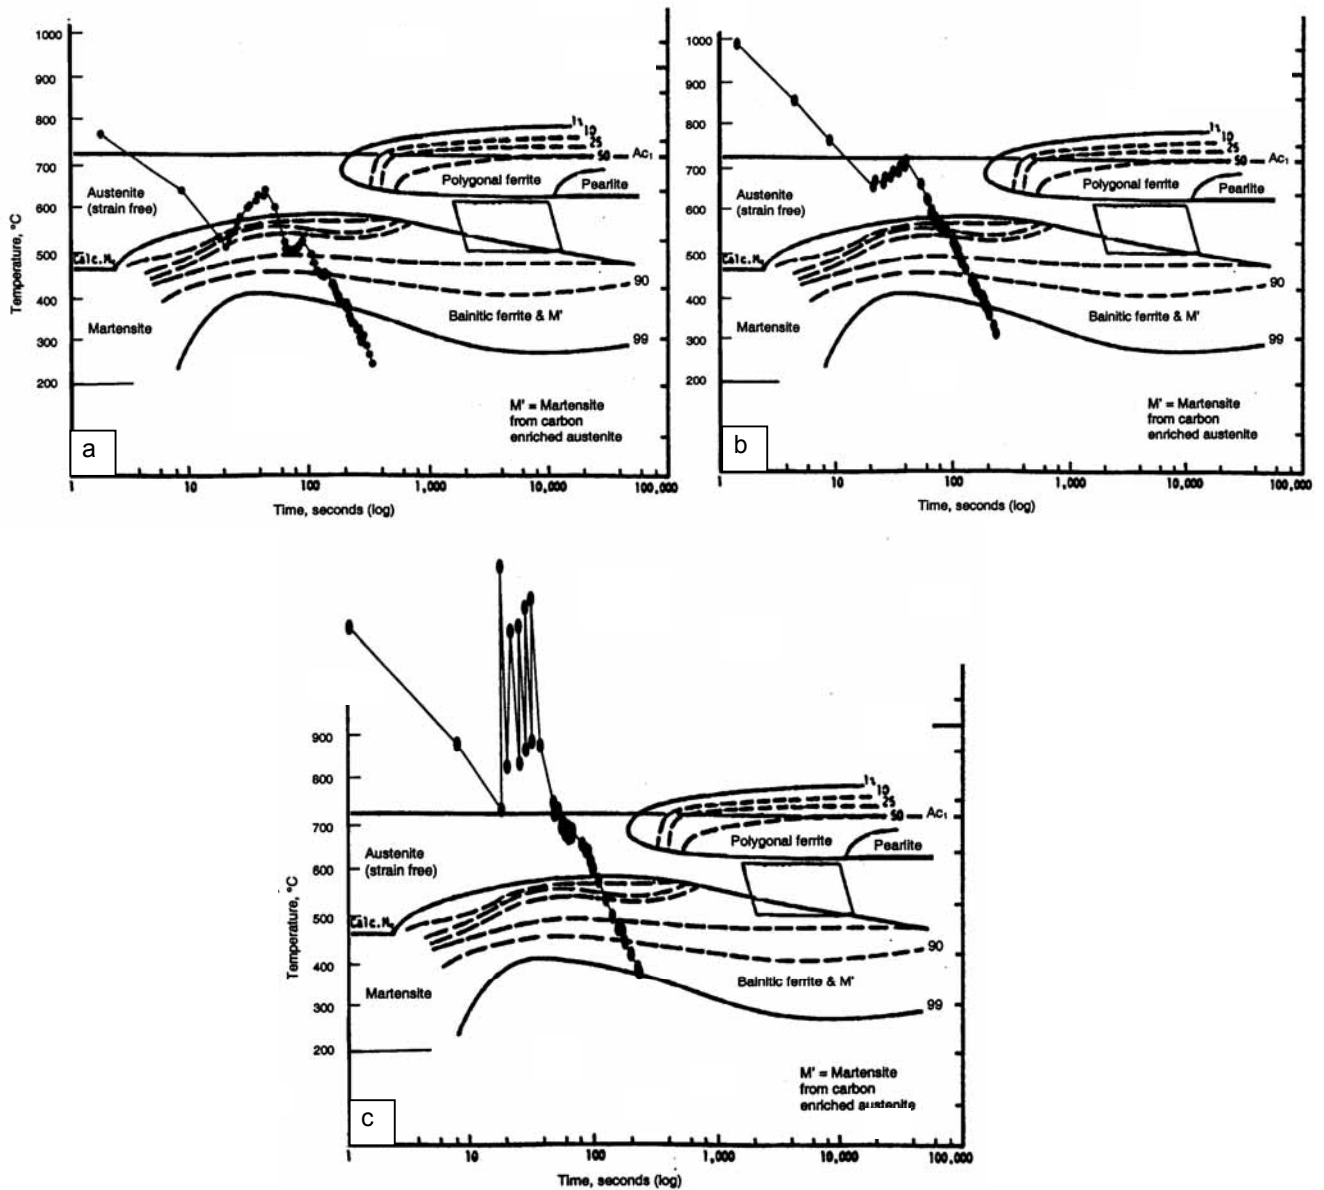 1000
900
800
700
600
500
400
300
200
Temperature, °C
1%
10
25
50
Ac₁
Polygonal ferrite
Pearlite
Austenite
(strain free)
Calc.Mₛ
90
Martensite
Bainitic ferrite & M'
99
M' = Martensite
from carbon
enriched austenite
a
1
10
100
1,000
10,000
100,000
Time, seconds (log)
1000
900
800
700
600
500
400
300
200
1%
10
25
50
Ac₁
Polygonal ferrite
Pearlite
Austenite
(strain free)
Calc.Mₛ
90
Martensite
Bainitic ferrite & M'
99
M' = Martensite
from carbon
enriched austenite
b
1
10
100
1,000
10,000
100,000
Time, seconds (log)
900
800
700
600
500
400
300
200
Temperature, °C
1%
10
25
50
Ac₁
Polygonal ferrite
Pearlite
Austenite
(strain free)
Calc.Mₛ
90
Martensite
Bainitic ferrite & M'
99
M' = Martensite
from carbon
enriched austenite
c
1
10
100
1,000
10,000
100,000
Time, seconds (log)